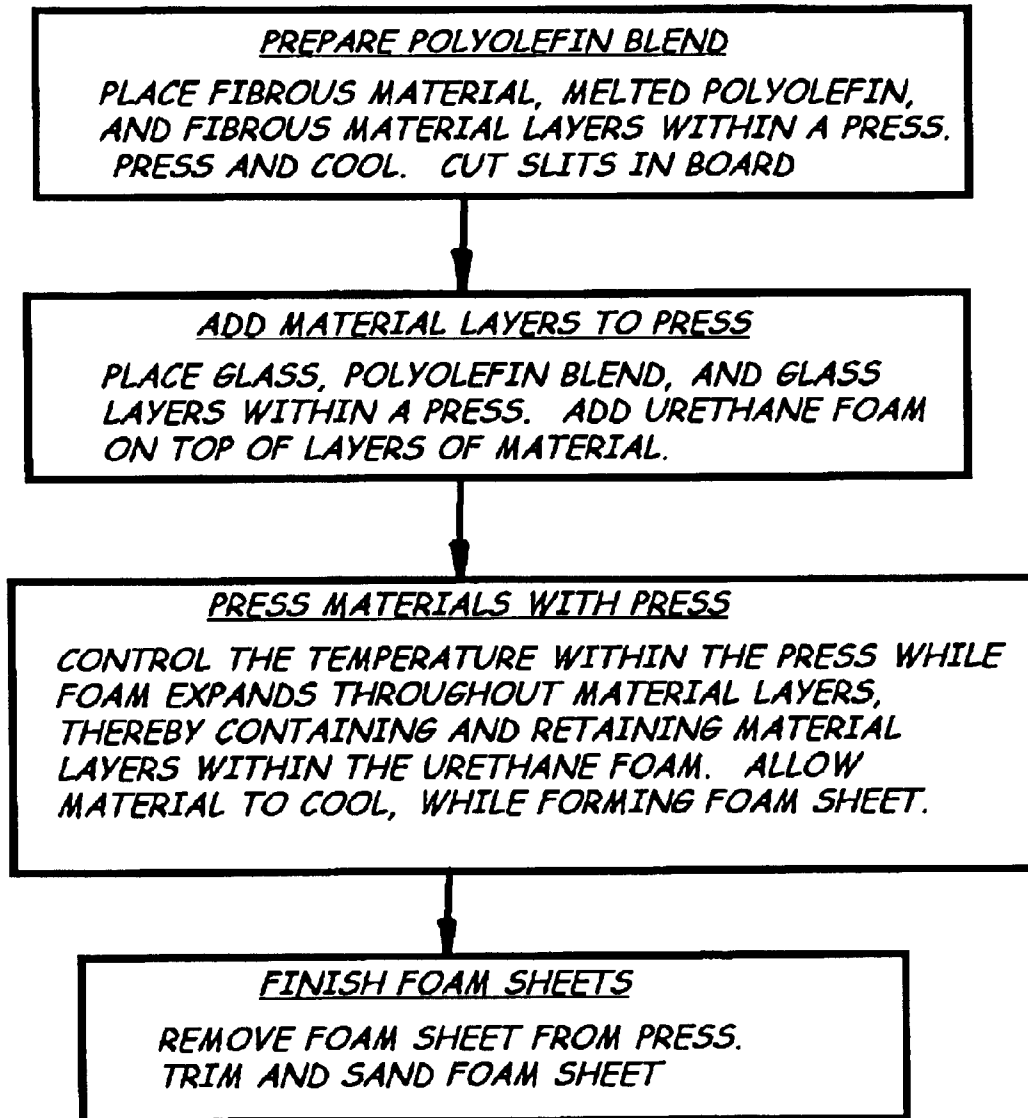 PREPARE POLYOLEFIN BLEND
PLACE FIBROUS MATERIAL, MELTED POLYOLEFIN,
AND FIBROUS MATERIAL LAYERS WITHIN A PRESS.
PRESS AND COOL. CUT SLITS IN BOARD
ADD MATERIAL LAYERS TO PRESS
PLACE GLASS, POLYOLEFIN BLEND, AND GLASS
LAYERS WITHIN A PRESS. ADD URETHANE FOAM
ON TOP OF LAYERS OF MATERIAL.
PRESS MATERIALS WITH PRESS
CONTROL THE TEMPERATURE WITHIN THE PRESS WHILE
FOAM EXPANDS THROUGHOUT MATERIAL LAYERS,
THEREBY CONTAINING AND RETAINING MATERIAL
LAYERS WITHIN THE URETHANE FOAM. ALLOW
MATERIAL TO COOL, WHILE FORMING FOAM SHEET.
FINISH FOAM SHEETS
REMOVE FOAM SHEET FROM PRESS.
TRIM AND SAND FOAM SHEET